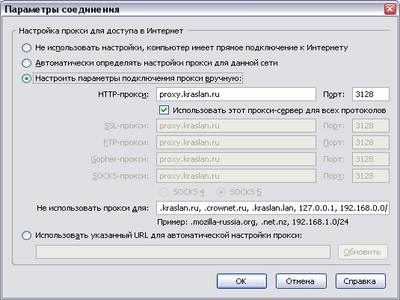 Параметры соединения
Настройка прокси для доступа в Интернет
Не использовать настройки, компьютер имеет прямое подключение к Интернету
Автоматически определять настройки прокси для данной сети
Настроить параметры подключения прокси вручную:
HTTP-прокси: proxy.kraslan.ru Порт: 3128
Использовать этот прокси-сервер для всех протоколов
SSL-прокси: proxy.kraslan.ru Порт: 3128
FTP-прокси: proxy.kraslan.ru Порт: 3128
Gopher-прокси: proxy.kraslan.ru Порт: 3128
SOCKS-прокси: proxy.kraslan.ru Порт: 3128
SOCKS 4 SOCKS 5
Не использовать прокси для: .kraslan.ru, .crownet.ru, .kraslan.lan, 127.0.0.1, 192.168.0.0/
Пример: .mozilla-russia.org, .net.nz, 192.168.1.0/24
Использовать указанный URL для автоматической настройки прокси:
Обновить
ОК Отмена Справка